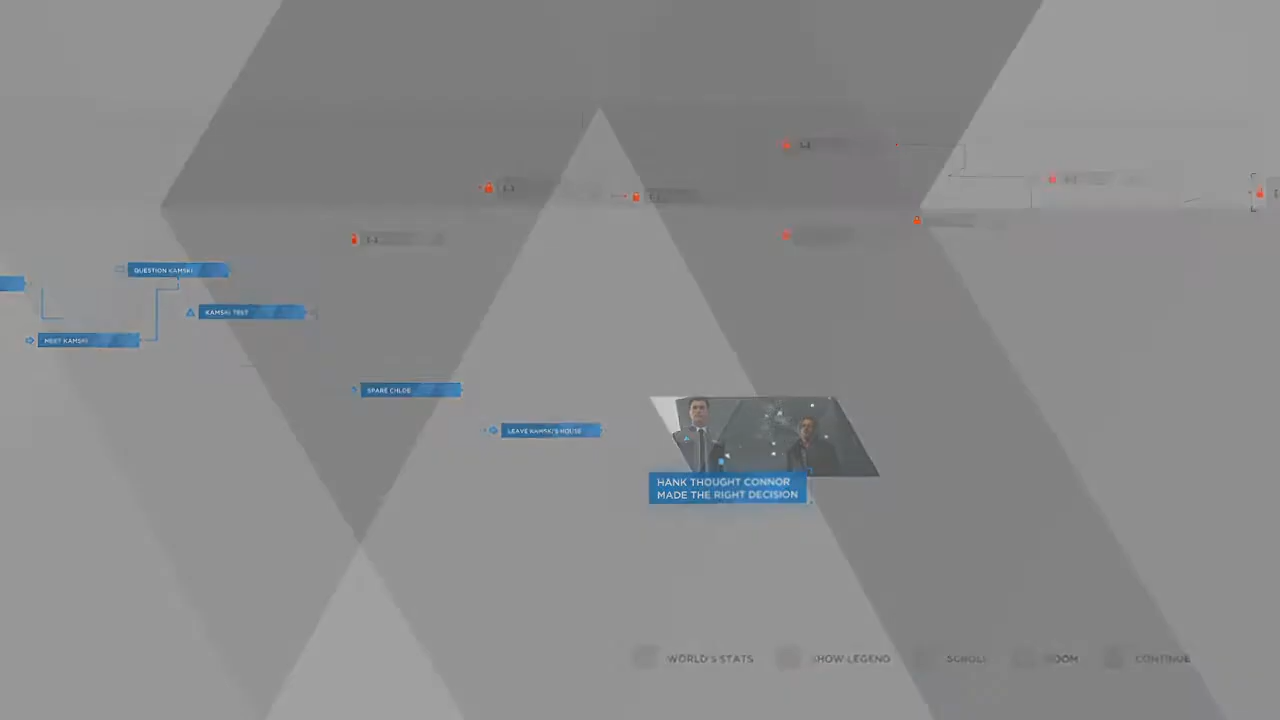 QUESTION KAMSKI
KAMSKI TEST
MEET KAMSKI
SPARE CHLOE
LEAVE KAMSKI'S HOUSE
HANK THOUGHT CONNOR
MADE THE RIGHT DECISION
WORLD'S STATS
SHOW LEGEND
SCROLL
ZOOM
CONTINUE